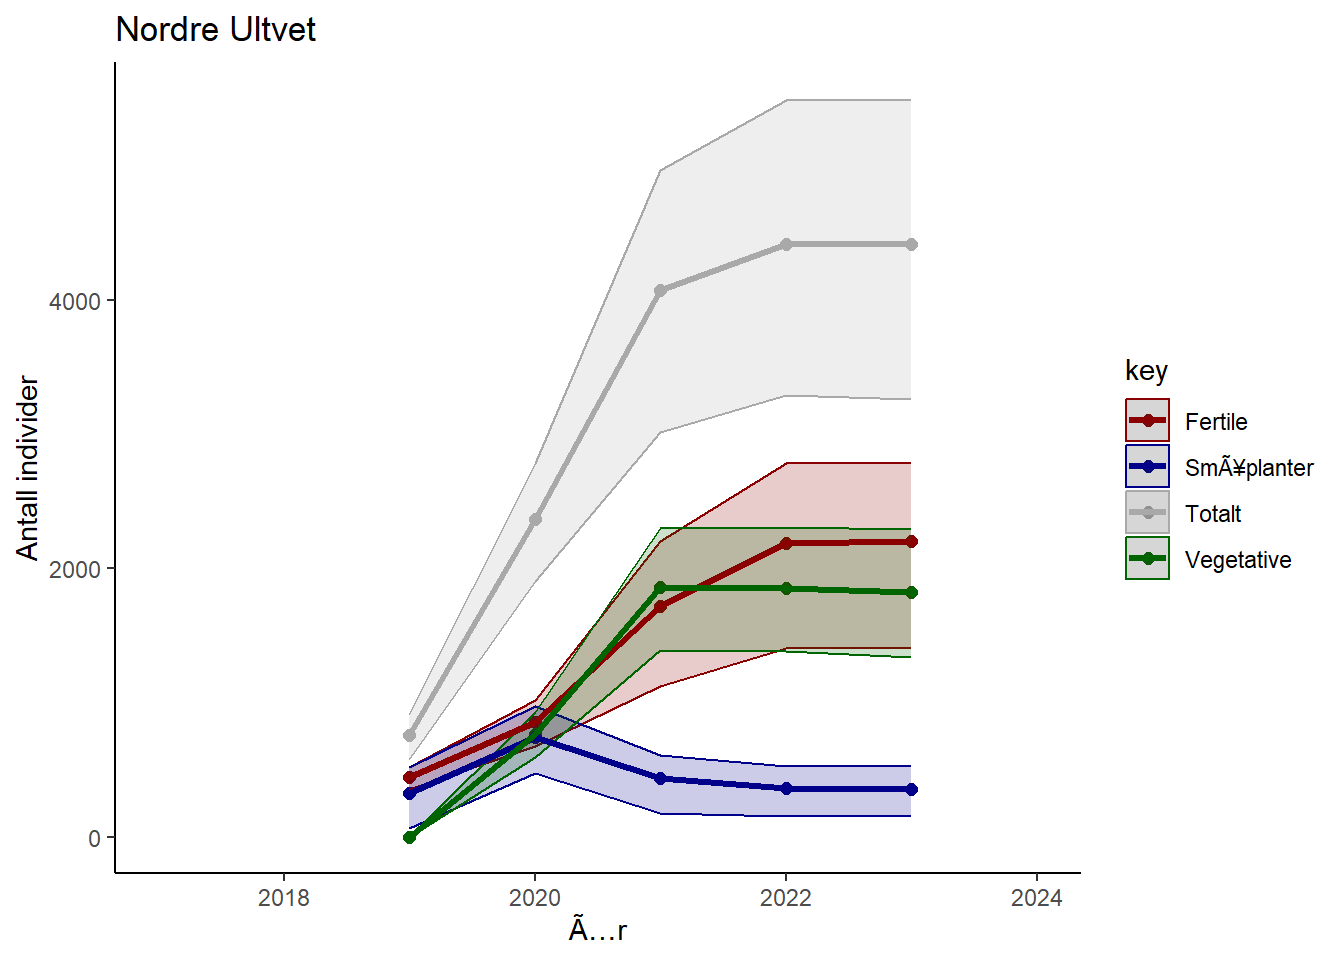 Nordre Ultvet
Antall individer
4000
2000
0
2018
2020
2022
2024
Ã…r
key
Fertile
SmÃ¥planter
Totalt
Vegetative